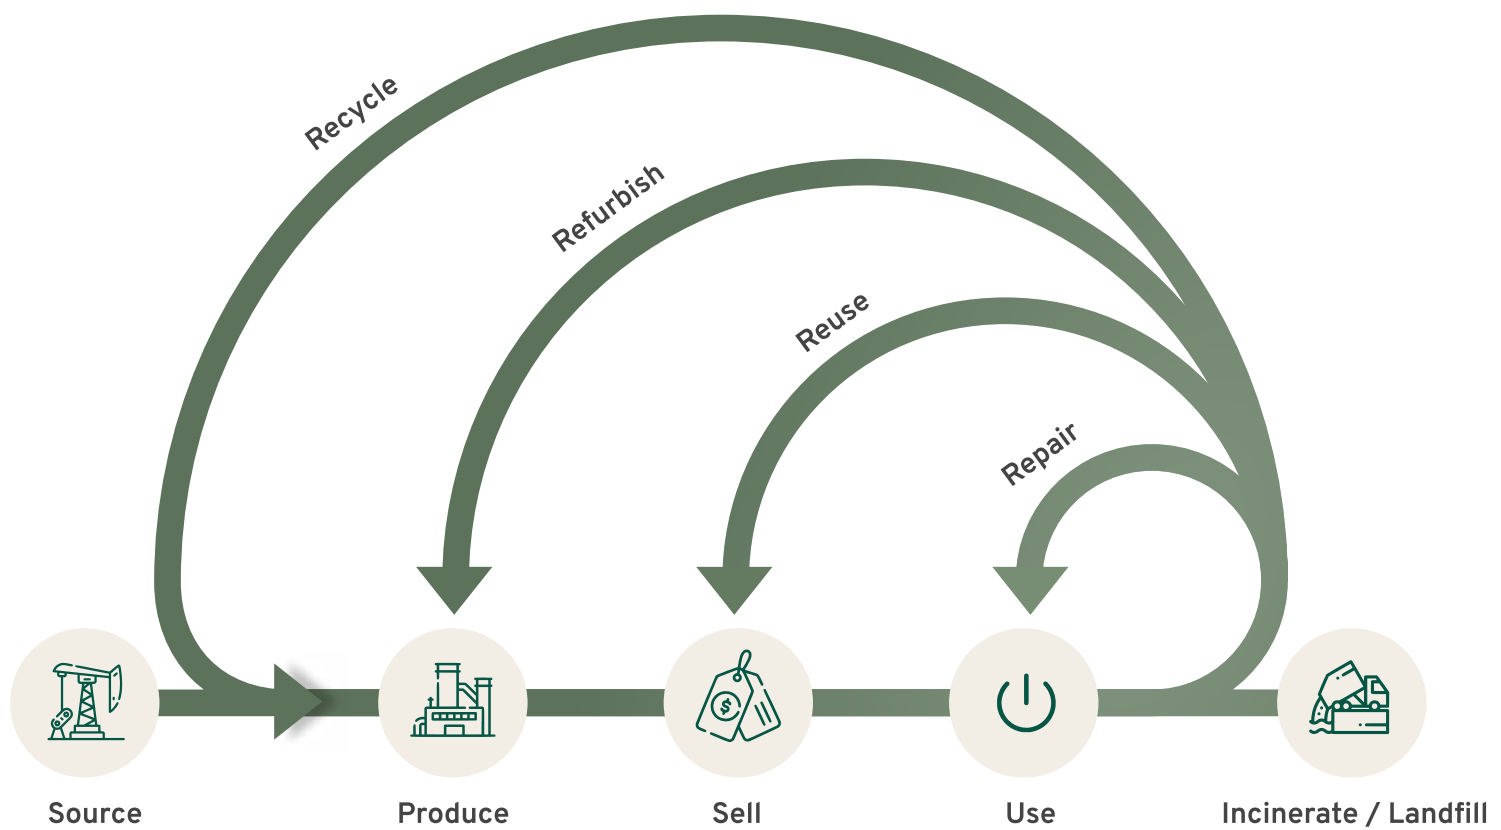 Recycle
Refurbish
Reuse
Repair
$
Source
Produce
Sell
Use
Incinerate / Landfill